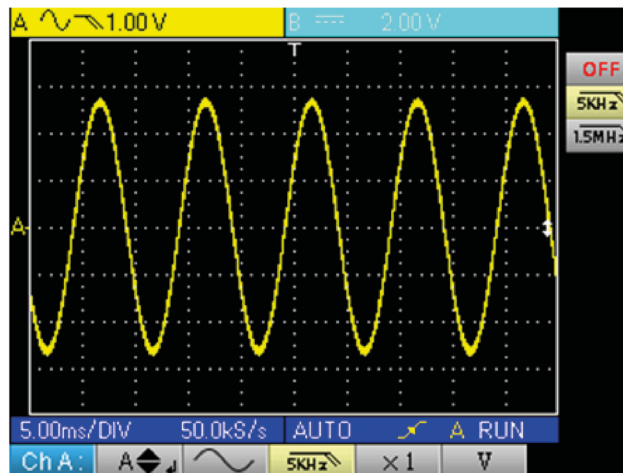 A 1.00 V B 2.00 V
T
OFF
5KHz
1.5MHz
A
5.00ms/DIV 50.0kS/s AUTO A RUN
Ch A: A 5KHz ×1 V